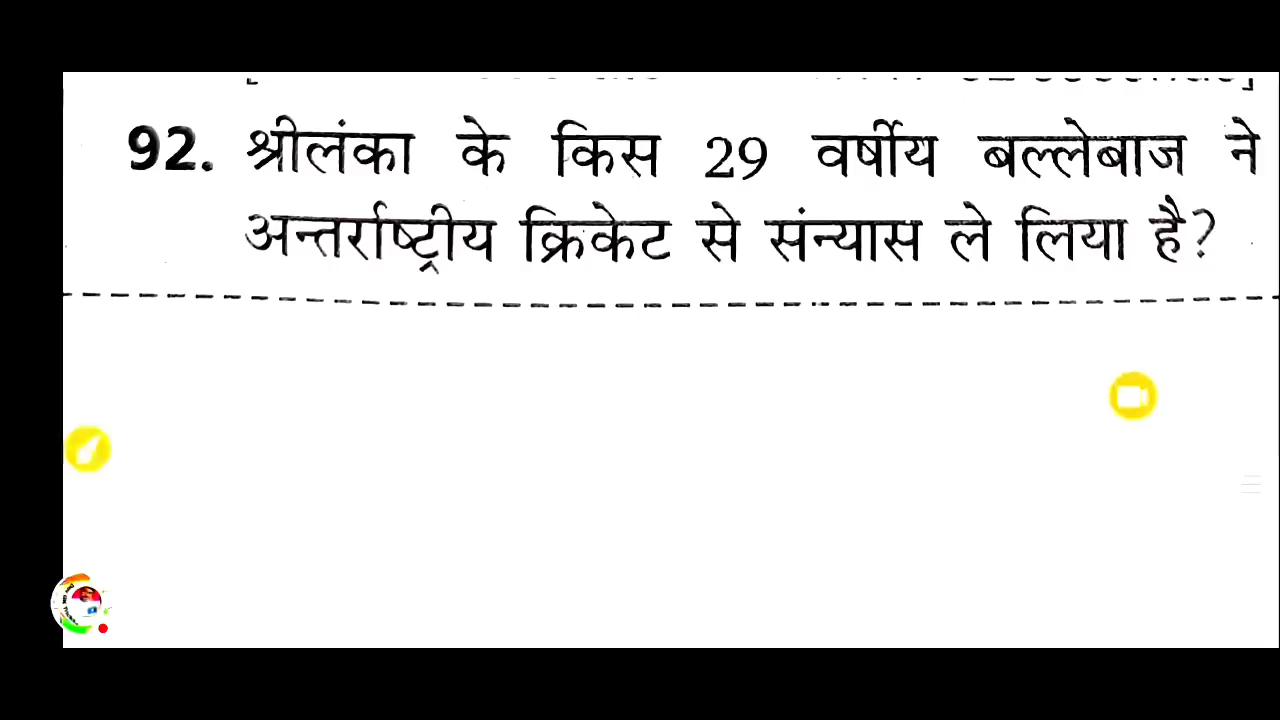 92. श्रीलंका के किस 29 वर्षीय बल्लेबाज ने
अन्तर्राष्ट्रीय क्रिकेट से संन्यास ले लिया है?